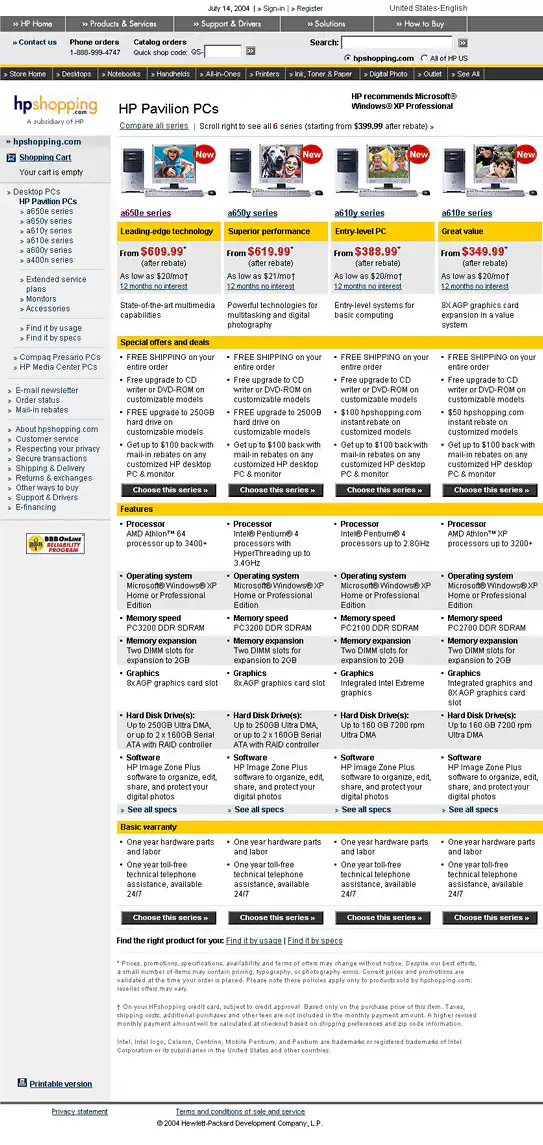 July 14, 2004 | » Sign-in | » Register
United States-English
» HP Home
» Products & Services
» Support & Drivers
» Solutions
» How to Buy
» Contact us
Phone orders
1-888-999-4747
Catalog orders
Quick shop code: QS-
Search:
hpshopping.com
All of HP US
» Store Home
» Desktops
» Notebooks
» Handhelds
» All-in-Ones
» Printers
» Ink, Toner & Paper
» Digital Photo
» Outlet
» See All
hpshopping
.com
A subsidiary of HP
HP Pavilion PCs
HP recommends Microsoft®
Windows® XP Professional
Compare all series | Scroll right to see all 6 series (starting from $399.99 after rebate) »
» hpshopping.com
Shopping Cart
Your cart is empty
» Desktop PCs
HP Pavilion PCs
» a650e series
» a650y series
» a610y series
» a610e series
» a600y series
» a400n series
» Extended service
plans
» Monitors
» Accessories
» Find it by usage
» Find it by specs
» Compaq Presario PCs
» HP Media Center PCs
» E-mail newsletter
» Order status
» Mail-in rebates
» About hpshopping.com
» Customer service
» Respecting your privacy
» Secure transactions
» Shipping & Delivery
» Returns & exchanges
» Other ways to buy
» Support & Drivers
» E-financing
BBBOnLine
RELIABILITY
PROGRAM
New
New
New
New
a650e series
a650y series
a610y series
a610e series
Leading-edge technology
Superior performance
Entry-level PC
Great value
From $609.99*
(after rebate)
As low as $20/mo†
12 months no interest
From $619.99*
(after rebate)
As low as $21/mo†
12 months no interest
From $388.99*
(after rebate)
As low as $20/mo†
12 months no interest
From $349.99*
(after rebate)
As low as $20/mo†
12 months no interest
State-of-the-art multimedia
capabilities
Powerful technologies for
multitasking and digital
photography
Entry-level systems for
basic computing
8X AGP graphics card
expansion in a value
system
Special offers and deals
• FREE SHIPPING on your
entire order
• Free upgrade to CD
writer or DVD-ROM on
customizable models
• FREE upgrade to 250GB
hard drive on
customizable models
• Get up to $100 back with
mail-in rebates on any
customized HP desktop
PC & monitor
• FREE SHIPPING on your
entire order
• Free upgrade to CD
writer or DVD-ROM on
customizable models
• FREE upgrade to 250GB
hard drive on
customizable models
• Get up to $100 back with
mail-in rebates on any
customized HP desktop
PC & monitor
• FREE SHIPPING on your
entire order
• Free upgrade to CD
writer or DVD-ROM on
customizable models
• $100 hpshopping.com
instant rebate on
customized models
• Get up to $100 back with
mail-in rebates on any
customized HP desktop
PC & monitor
• FREE SHIPPING on your
entire order
• Free upgrade to CD
writer or DVD-ROM on
customizable models
• $50 hpshopping.com
instant rebate on
customized models
• Get up to $100 back with
mail-in rebates on any
customized HP desktop
PC & monitor
Choose this series »
Choose this series »
Choose this series »
Choose this series »
Features
• Processor
AMD Athlon™ 64
processor up to 3400+
• Processor
Intel® Pentium® 4
processors with
HyperThreading up to
3.4GHz
• Processor
Intel® Pentium® 4
processors up to 2.8GHz
• Processor
AMD Athlon™ XP
processors up to 3200+
• Operating system
Microsoft® Windows® XP
Home or Professional
Edition
• Operating system
Microsoft® Windows® XP
Home or Professional
Edition
• Operating system
Microsoft® Windows® XP
Home or Professional
Edition
• Operating system
Microsoft® Windows® XP
Home or Professional
Edition
• Memory speed
PC3200 DDR SDRAM
• Memory speed
PC3200 DDR SDRAM
• Memory speed
PC2100 DDR SDRAM
• Memory speed
PC2700 DDR SDRAM
• Memory expansion
Two DIMM slots for
expansion to 2GB
• Memory expansion
Two DIMM slots for
expansion to 2GB
• Memory expansion
Two DIMM slots for
expansion to 2GB
• Memory expansion
Two DIMM slots for
expansion to 2GB
• Graphics
8x AGP graphics card slot
• Graphics
8x AGP graphics card slot
• Graphics
Integrated Intel Extreme
graphics
• Graphics
Integrated graphics and
8X AGP graphics card
slot
• Hard Disk Drive(s):
Up to 250GB Ultra DMA,
or up to 2 x 160GB Serial
ATA with RAID controller
• Hard Disk Drive(s):
Up to 250GB Ultra DMA,
or up to 2 x 160GB Serial
ATA with RAID controller
• Hard Disk Drive(s):
Up to 160 GB 7200 rpm
Ultra DMA
• Hard Disk Drive(s):
Up to 160 GB 7200 rpm
Ultra DMA
• Software
HP Image Zone Plus
software to organize, edit,
share, and protect your
digital photos
• Software
HP Image Zone Plus
software to organize, edit,
share, and protect your
digital photos
• Software
HP Image Zone Plus
software to organize, edit,
share, and protect your
digital photos
• Software
HP Image Zone Plus
software to organize, edit,
share, and protect your
digital photos
» See all specs
» See all specs
» See all specs
» See all specs
Basic warranty
• One year hardware parts
and labor
• One year toll-free
technical telephone
assistance, available
24/7
• One year hardware parts
and labor
• One year toll-free
technical telephone
assistance, available
24/7
• One year hardware parts
and labor
• One year toll-free
technical telephone
assistance, available
24/7
• One year hardware parts
and labor
• One year toll-free
technical telephone
assistance, available
24/7
Choose this series »
Choose this series »
Choose this series »
Choose this series »
Find the right product for you: Find it by usage | Find it by specs
* Prices, promotions, specifications, availability and terms of offers may change without notice. Despite our best efforts,
a small number of items may contain pricing, typography, or photography errors. Correct prices and promotions are
validated at the time your order is placed. Please note these policies apply only to products sold by hpshopping.com;
reseller offers may vary.
† On your HPshopping credit card, subject to credit approval. Based only on the purchase price of this item. Taxes,
shipping costs, additional purchases and other fees are not included in the monthly payment amount. A higher revised
monthly payment amount will be calculated at checkout based on shipping preferences and zip code information.
Intel, Intel logo, Celeron, Centrino, Mobile Pentium, and Pentium are trademarks or registered trademarks of Intel
Corporation or its subsidiaries in the United States and other countries.
Printable version
Privacy statement
Terms and conditions of sale and service
© 2004 Hewlett-Packard Development Company, L.P.